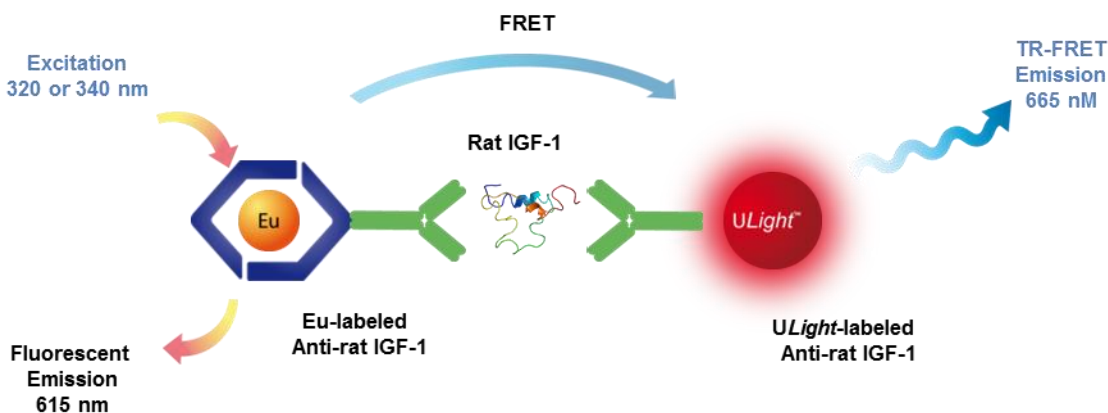 FRET
Excitation
320 or 340 nm
TR-FRET
Emission
665 nM
Rat IGF-1
Eu
ULight™
Eu-labeled
Anti-rat IGF-1
ULight-labeled
Anti-rat IGF-1
Fluorescent
Emission
615 nm